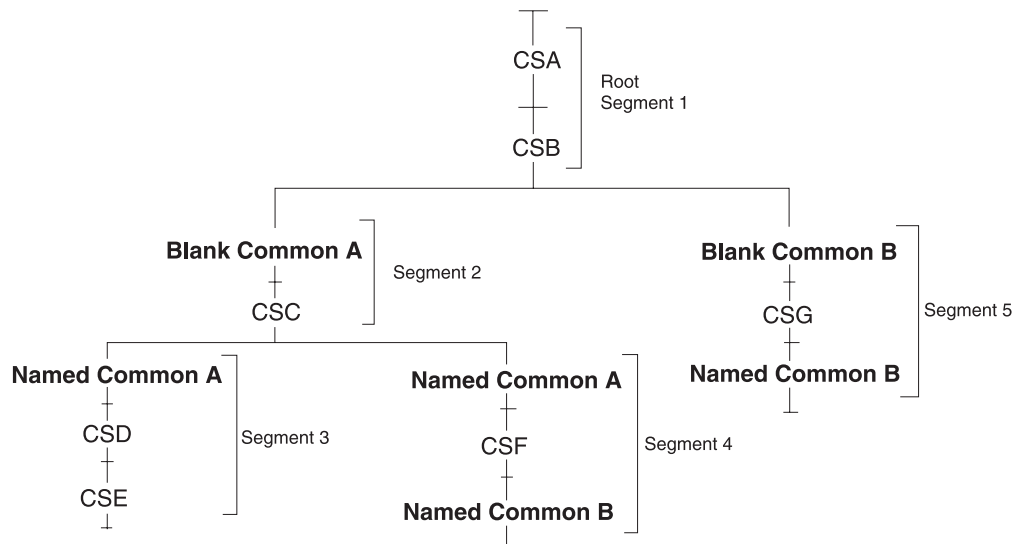 CSA
Root
Segment 1
CSB
Blank Common A
Segment 2
CSC
Blank Common B
CSG
Segment 5
Named Common B
Named Common A
CSD
Segment 3
CSE
Named Common A
CSF
Segment 4
Named Common B